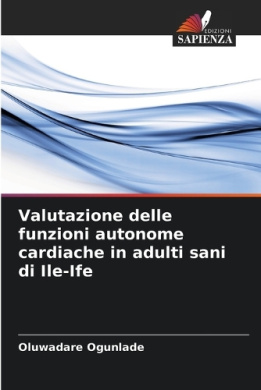 EDIZIONI
SAPIENZA
Valutazione delle
funzioni autonome
cardiache in adulti sani
di Ile-Ife
Oluwadare Ogunlade